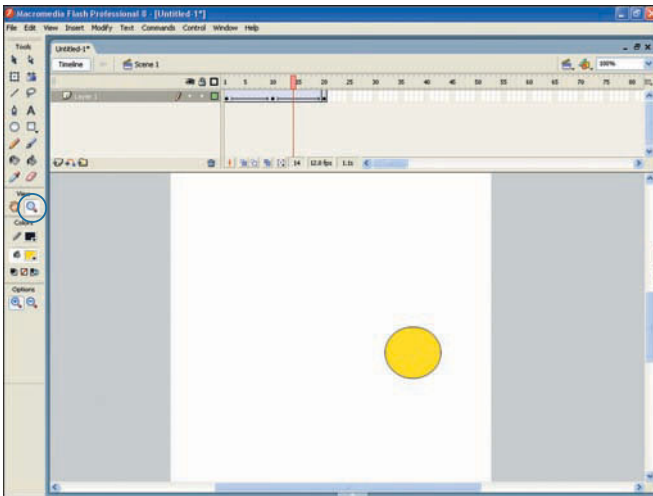 Macromedia Flash Professional 8 - [Untitled-1*]
File Edit View Insert Modify Text Commands Control Window Help
Tools
Untitled-1*
Timeline
Scene 1
100%
1 5 10 15 20 25 30 35 40 45 50 55 60 65 70 75 80
Layer 1
14 12.0 fps 1.1s
View
Colors
Options